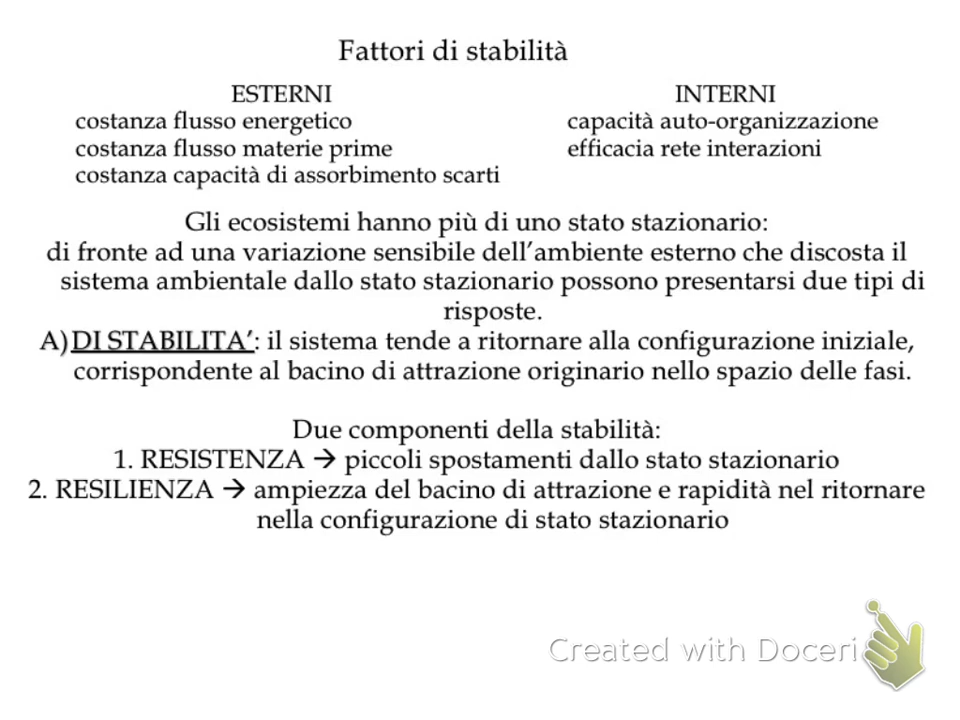 Fattori di stabilità
ESTERNI
costanza flusso energetico
costanza flusso materie prime
costanza capacità di assorbimento scarti
INTERNI
capacità auto-organizzazione
efficacia rete interazioni
Gli ecosistemi hanno più di uno stato stazionario:
di fronte ad una variazione sensibile dell’ambiente esterno che discosta il
sistema ambientale dallo stato stazionario possono presentarsi due tipi di
risposte.
A) DI STABILITA’: il sistema tende a ritornare alla configurazione iniziale,
corrispondente al bacino di attrazione originario nello spazio delle fasi.
Due componenti della stabilità:
1. RESISTENZA → piccoli spostamenti dallo stato stazionario
2. RESILIENZA → ampiezza del bacino di attrazione e rapidità nel ritornare
nella configurazione di stato stazionario
Created with Doceri